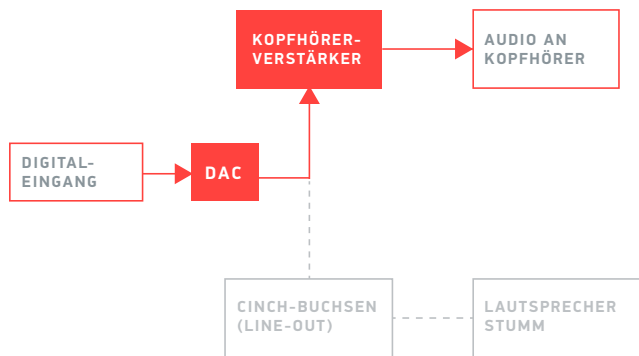 KOPFHÖRER-
VERSTÄRKER
AUDIO AN
KOPFHÖRER
DIGITAL-
EINGANG
DAC
CINCH-BUCHSEN
(LINE-OUT)
LAUTSPRECHER
STUMM